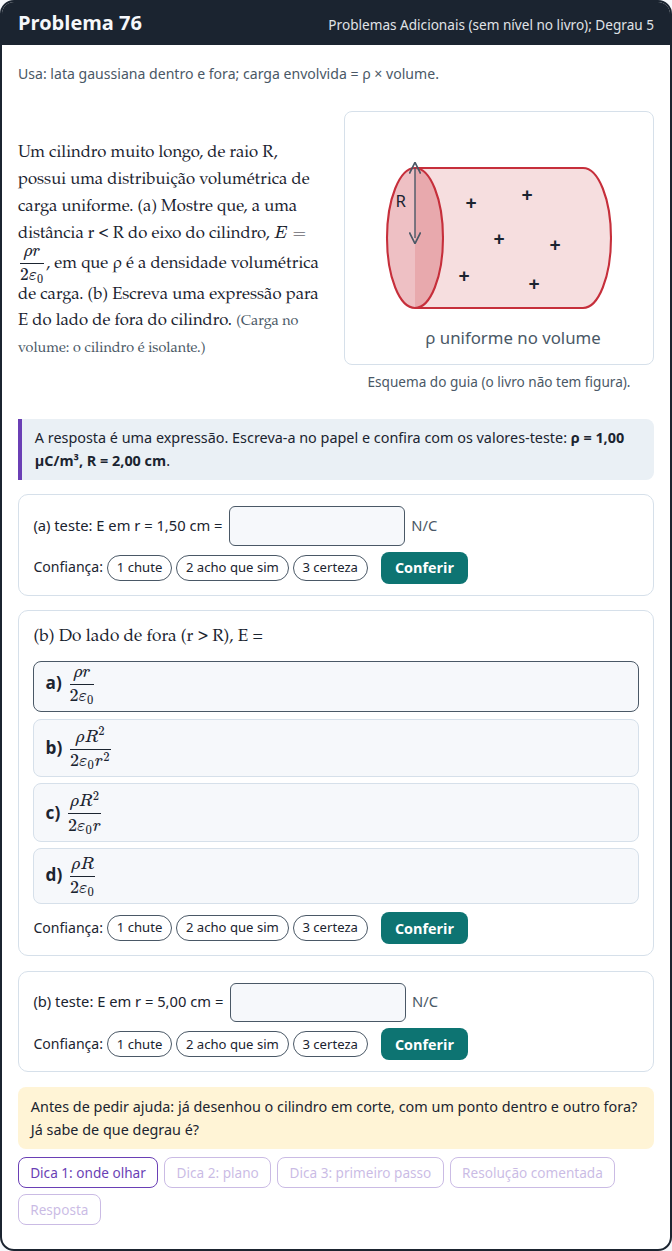 Problema 76
Problemas Adicionais (sem nível no livro); Degrau 5
Usa: lata gaussiana dentro e fora; carga envolvida = ρ × volume.
Um cilindro muito longo, de raio R,
possui uma distribuição volumétrica de
carga uniforme. (a) Mostre que, a uma
distância r < R do eixo do cilindro, E =
ρr/2ε₀, em que ρ é a densidade volumétrica
de carga. (b) Escreva uma expressão para
E do lado de fora do cilindro. (Carga no
volume: o cilindro é isolante.)
R
+ + + + + +
ρ uniforme no volume
Esquema do guia (o livro não tem figura).
A resposta é uma expressão. Escreva-a no papel e confira com os valores-teste: ρ = 1,00
µC/m³, R = 2,00 cm.
(a) teste: E em r = 1,50 cm = N/C
Confiança: 1 chute 2 acho que sim 3 certeza Conferir
(b) Do lado de fora (r > R), E =
a) ρr/2ε₀
b) ρR²/2ε₀r²
c) ρR²/2ε₀r
d) ρR/2ε₀
Confiança: 1 chute 2 acho que sim 3 certeza Conferir
(b) teste: E em r = 5,00 cm = N/C
Confiança: 1 chute 2 acho que sim 3 certeza Conferir
Antes de pedir ajuda: já desenhou o cilindro em corte, com um ponto dentro e outro fora?
Já sabe de que degrau é?
Dica 1: onde olhar Dica 2: plano Dica 3: primeiro passo Resolução comentada
Resposta